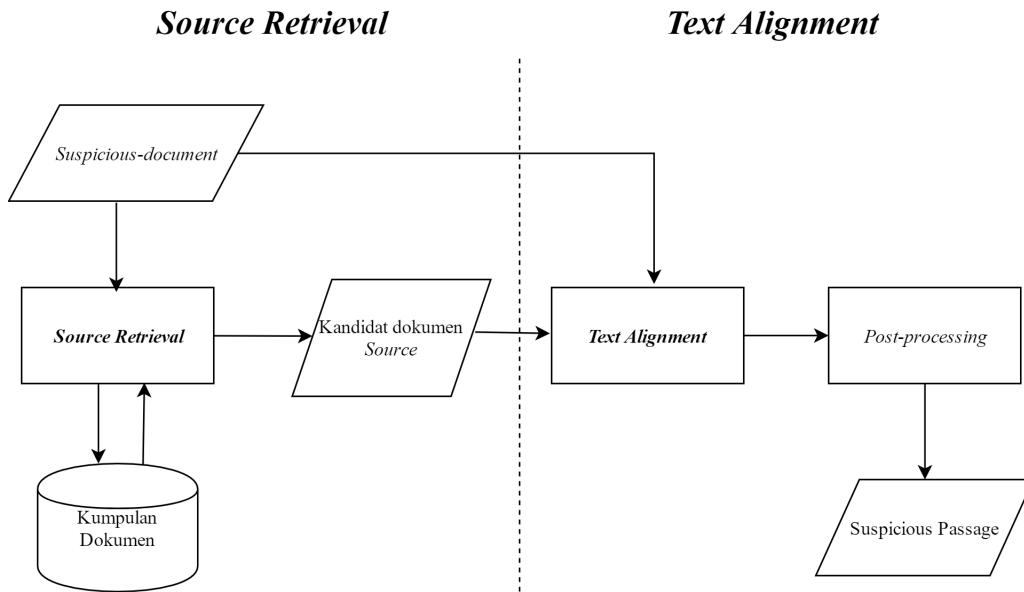 Source Retrieval
Text Alignment
Suspicious-document
Source Retrieval
Kandidat dokumen
Source
Text Alignment
Post-processing
Kumpulan
Dokumen
Suspicious Passage